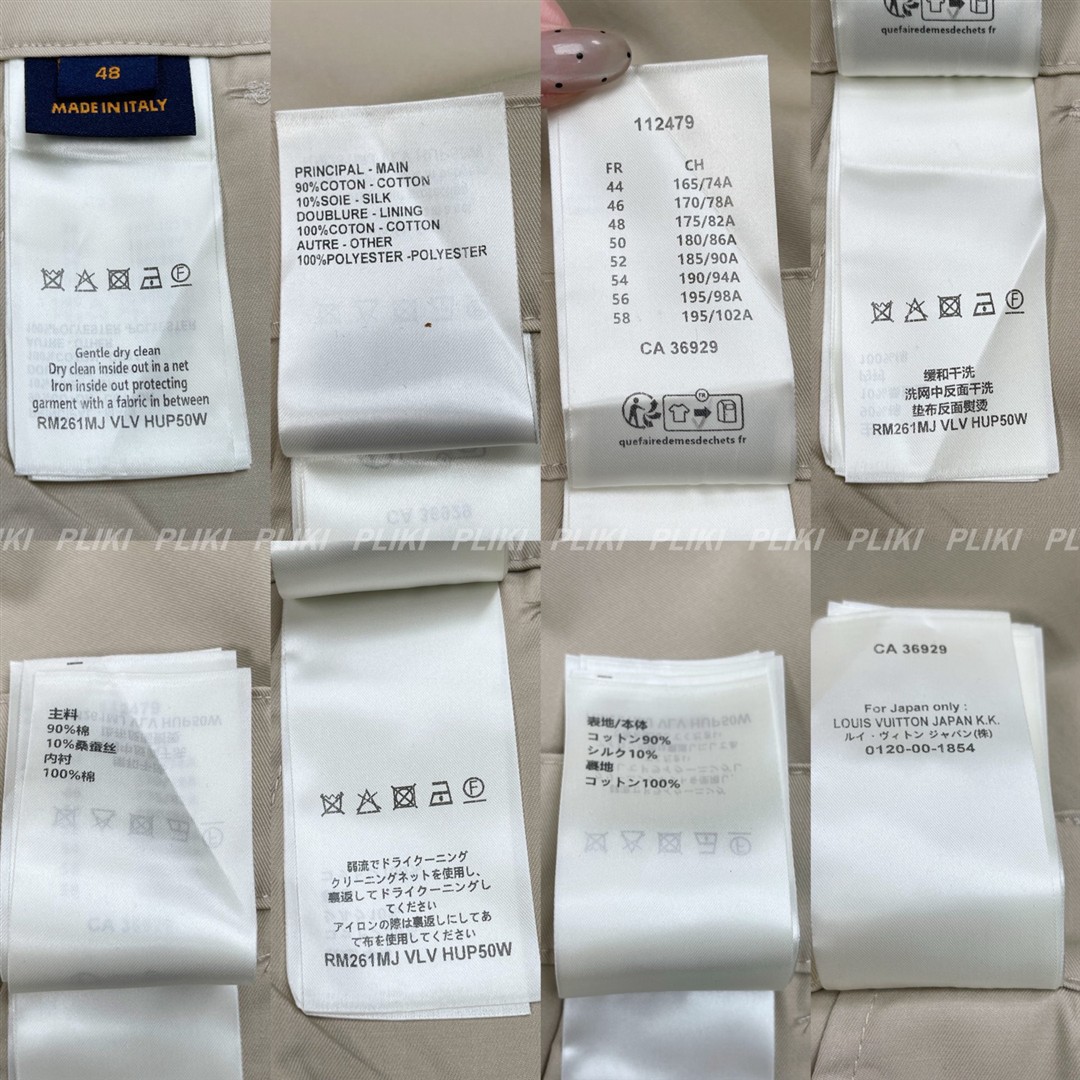 48
MADE IN ITALY
Gentle dry clean
Dry clean inside out in a net
Iron inside out protecting
garment with a fabric in between
RM261MJ VLV HUP50W
PRINCIPAL - MAIN
90%COTON - COTTON
10%SOIE - SILK
DOUBLURE - LINING
100%COTON - COTTON
AUTRE - OTHER
100%POLYESTER -POLYESTER
CA 36929
112479
FR CH
44 165/74A
46 170/78A
48 175/82A
50 180/86A
52 185/90A
54 190/94A
56 195/98A
58 195/102A
CA 36929
FR
quefairedemesdechets fr
quefairedemesdechets fr
缓和干洗
洗网中反面干洗
垫布反面熨烫
RM261MJ VLV HUP50W
PLIKI PLIKI PLIKI PLIKI PLIKI PLIKI PLIKI PLIKI PLIKI
主料
90%棉
10%桑蚕丝
内衬
100%棉
弱流でドライクーニング
クリーニングネットを使用し、
裏返してドライクーニングし
てください
アイロンの際は裏返しにしてあ
て布を使用してください
RM261MJ VLV HUP50W
表地/本体
コットン90%
シルク10%
裏地
コットン100%
CA 36929
For Japan only :
LOUIS VUITTON JAPAN K.K.
ルイ・ヴィトン ジャパン(株)
0120-00-1854